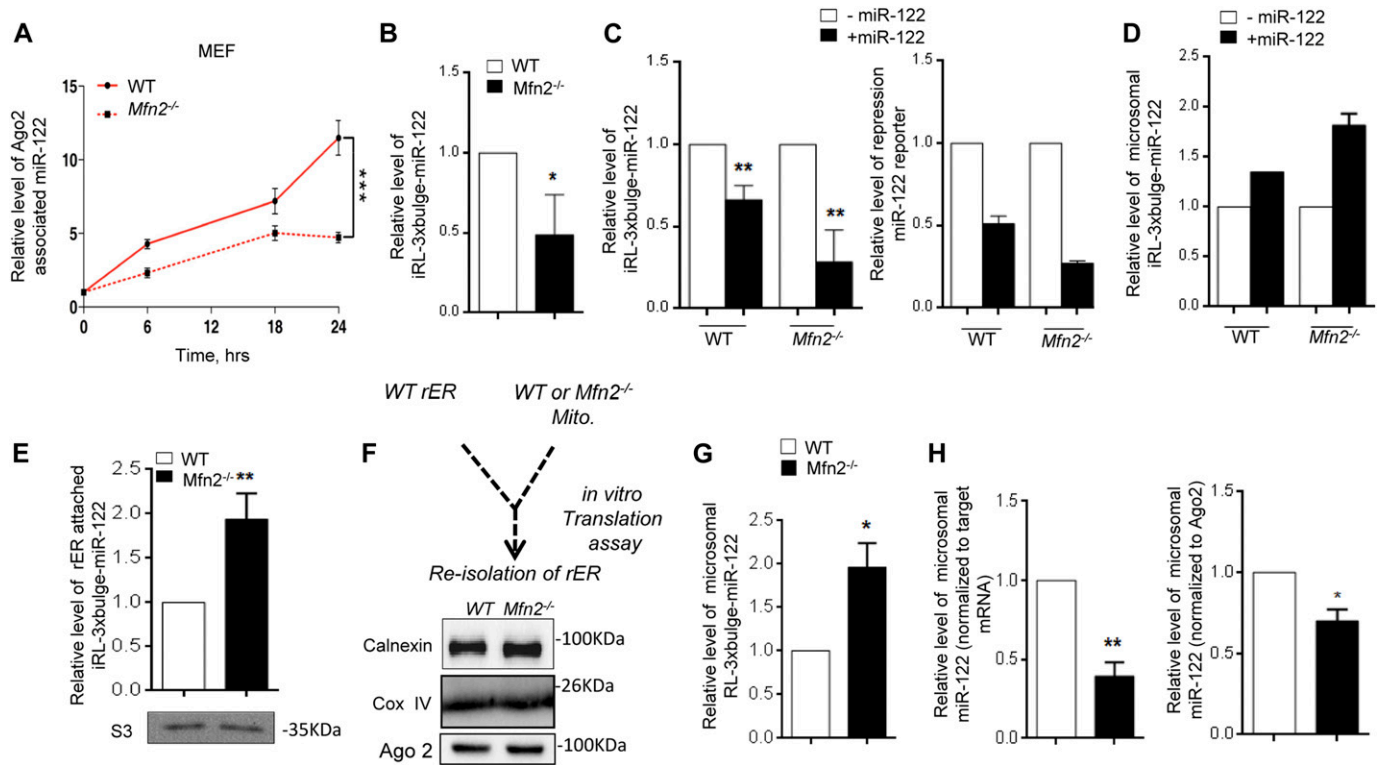 A
MEF
WT
Mfn2-/-
Relative level of Ago2
associated miR-122
15
10
5
0
0 6 12 18 24
***
Time, hrs
B
WT
Mfn2-/-
Relative level of
iRL-3xbulge-miR-122
1.5
1.0
0.5
0.0
*
C
- miR-122
+miR-122
Relative level of
iRL-3xbulge-miR-122
1.5
1.0
0.5
0.0
**
**
WT Mfn2-/-
Relative level of repression
miR-122 reporter
1.5
1.0
0.5
0.0
WT Mfn2-/-
D
- miR-122
+miR-122
Relative level of microsomal
iRL-3xbulge-miR-122
2.5
2.0
1.5
1.0
0.5
0.0
WT Mfn2-/-
E
WT
Mfn2-/-
Relative level of rER attached
iRL-3xbulge-miR-122
2.5
2.0
1.5
1.0
0.5
0.0
**
S3 -35KDa
F
WT rER WT or Mfn2-/-
Mito.
in vitro
Translation
assay
Re-isolation of rER
WT Mfn2-/-
Calnexin -100KDa
-26KDa
Cox IV
Ago 2 -100KDa
G
WT
Mfn2-/-
Relative level of microsomal
RL-3xbulge-miR-122
2.5
2.0
1.5
1.0
0.5
0.0
*
H
Relative level of microsomal
miR-122 (normalized to target
mRNA)
1.5
1.0
0.5
0.0
**
Relative level of microsomal
miR-122 (normalized to Ago2)
1.5
1.0
0.5
0.0
*